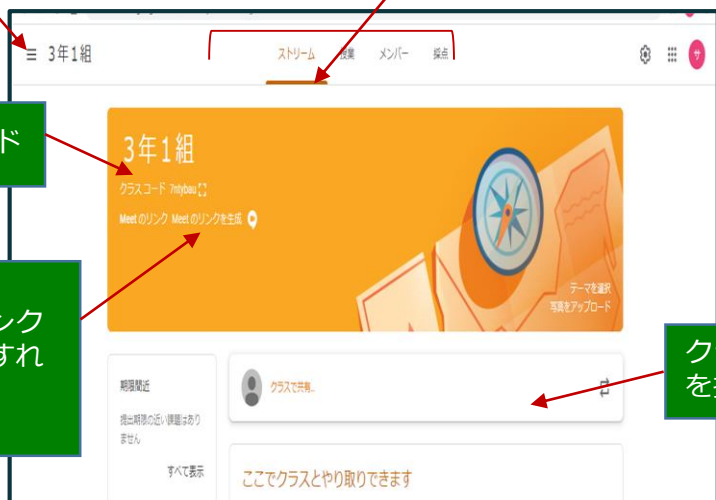 3年1組
ストリーム 授業 メンバー 採点
サ
3年1組
クラスコード 7ntybau
Meet のリンク Meet のリンクを生成
テーマを選択
写真をアップロード
ド
ンク
すれ
ク
を
期限間近
提出期限の近い課題はあり
ません
すべて表示
クラスで共有...
ここでクラスとやり取りできます